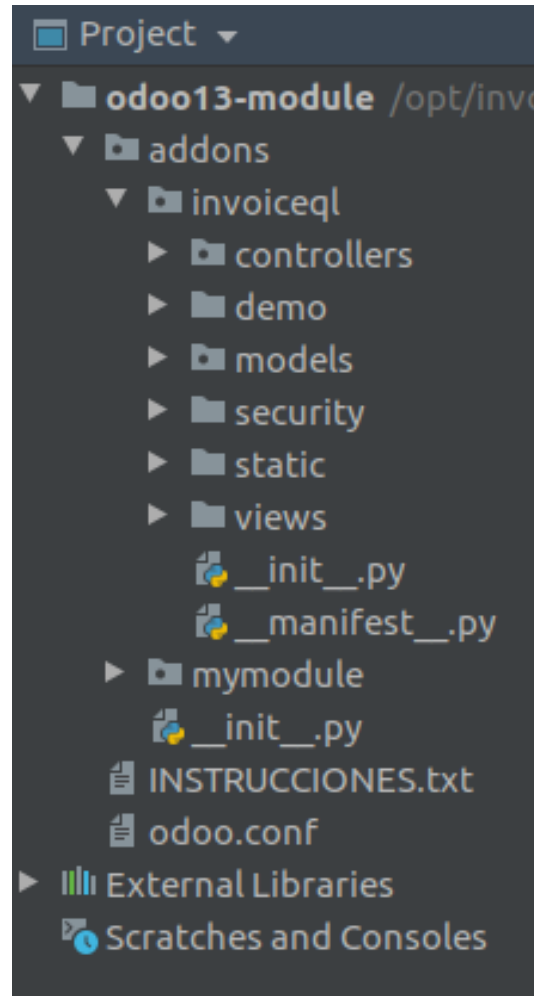 Project
odoo13-module /opt/invo
addons
invoiceql
controllers
demo
models
security
static
views
__init__.py
__manifest__.py
mymodule
__init__.py
INSTRUCCIONES.txt
odoo.conf
External Libraries
Scratches and Consoles